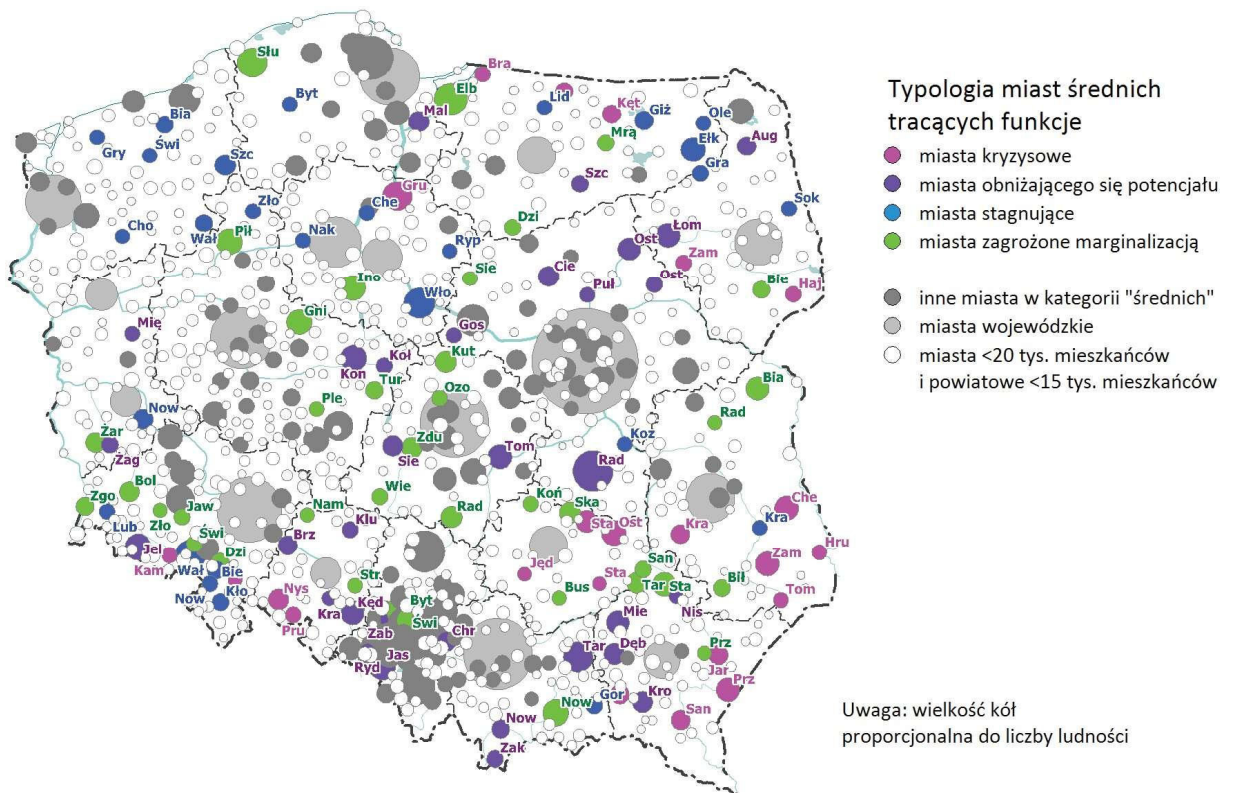 Słu
Bra
Byt
Elb
Lid
Kęt
Giż
Ole
Mal
Bia
Mrą
Ełk
Aug
Gry
Świ
Szc
Gra
Szc
Gru
Zło
Che
Sok
Dzi
Wał
Pił
Nak
Ryp
Ost
Łom
Cho
Sie
Cie
Zam
Ino
Puł
Ost
Bie
Haj
Wło
Gni
Mię
Gos
Kut
Koł
Kon
Tur
Bia
Ozo
Ple
Rad
Now
Żar
Żag
Zdu
Sie
Tom
Koz
Rad
Bol
Wie
Zgo
Jaw
Nam
Koń
Ska
Che
Lub
Zło
Świ
Klu
Rad
Sta
Ost
Kra
Kra
Jel
Dzi
Brz
Hru
Kam
Wał
Bie
San
Zam
Kło
Str
Jęd
Sta
Tar
Sta
Bił
Now
Nys
Kęd
Byt
Bus
Nis
Tom
Pru
Kra
Świ
Mie
Zab
Chr
Jas
Tar
Dęb
Prz
Ryd
Jar
Prz
Gór
Kro
Now
San
Now
Zak
Typologia miast średnich
tracących funkcje
miasta kryzysowe
miasta obniżającego się potencjału
miasta stagnujące
miasta zagrożone marginalizacją
inne miasta w kategorii "średnich"
miasta wojewódzkie
miasta <20 tys. mieszkańców
i powiatowe <15 tys. mieszkańców
Uwaga: wielkość kół
proporcjonalna do liczby ludności